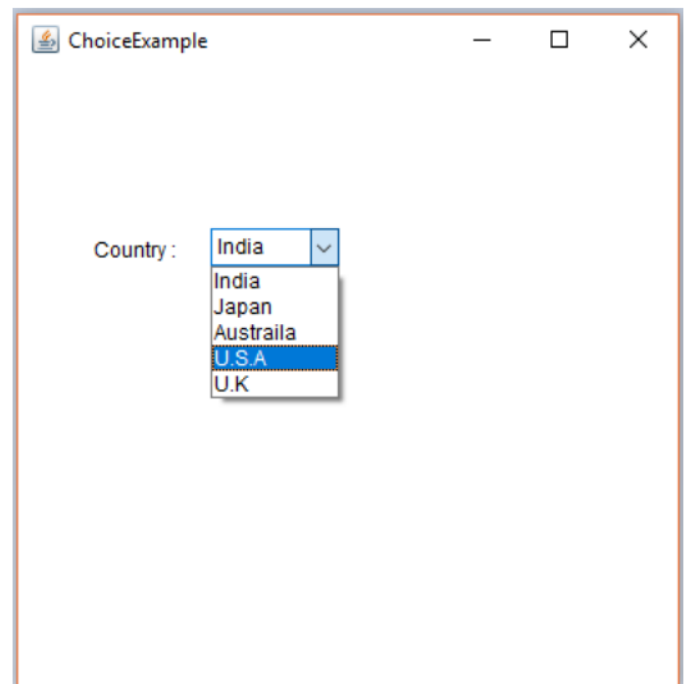 ChoiceExample
Country : India
India
Japan
Austraila
U.S.A
U.K